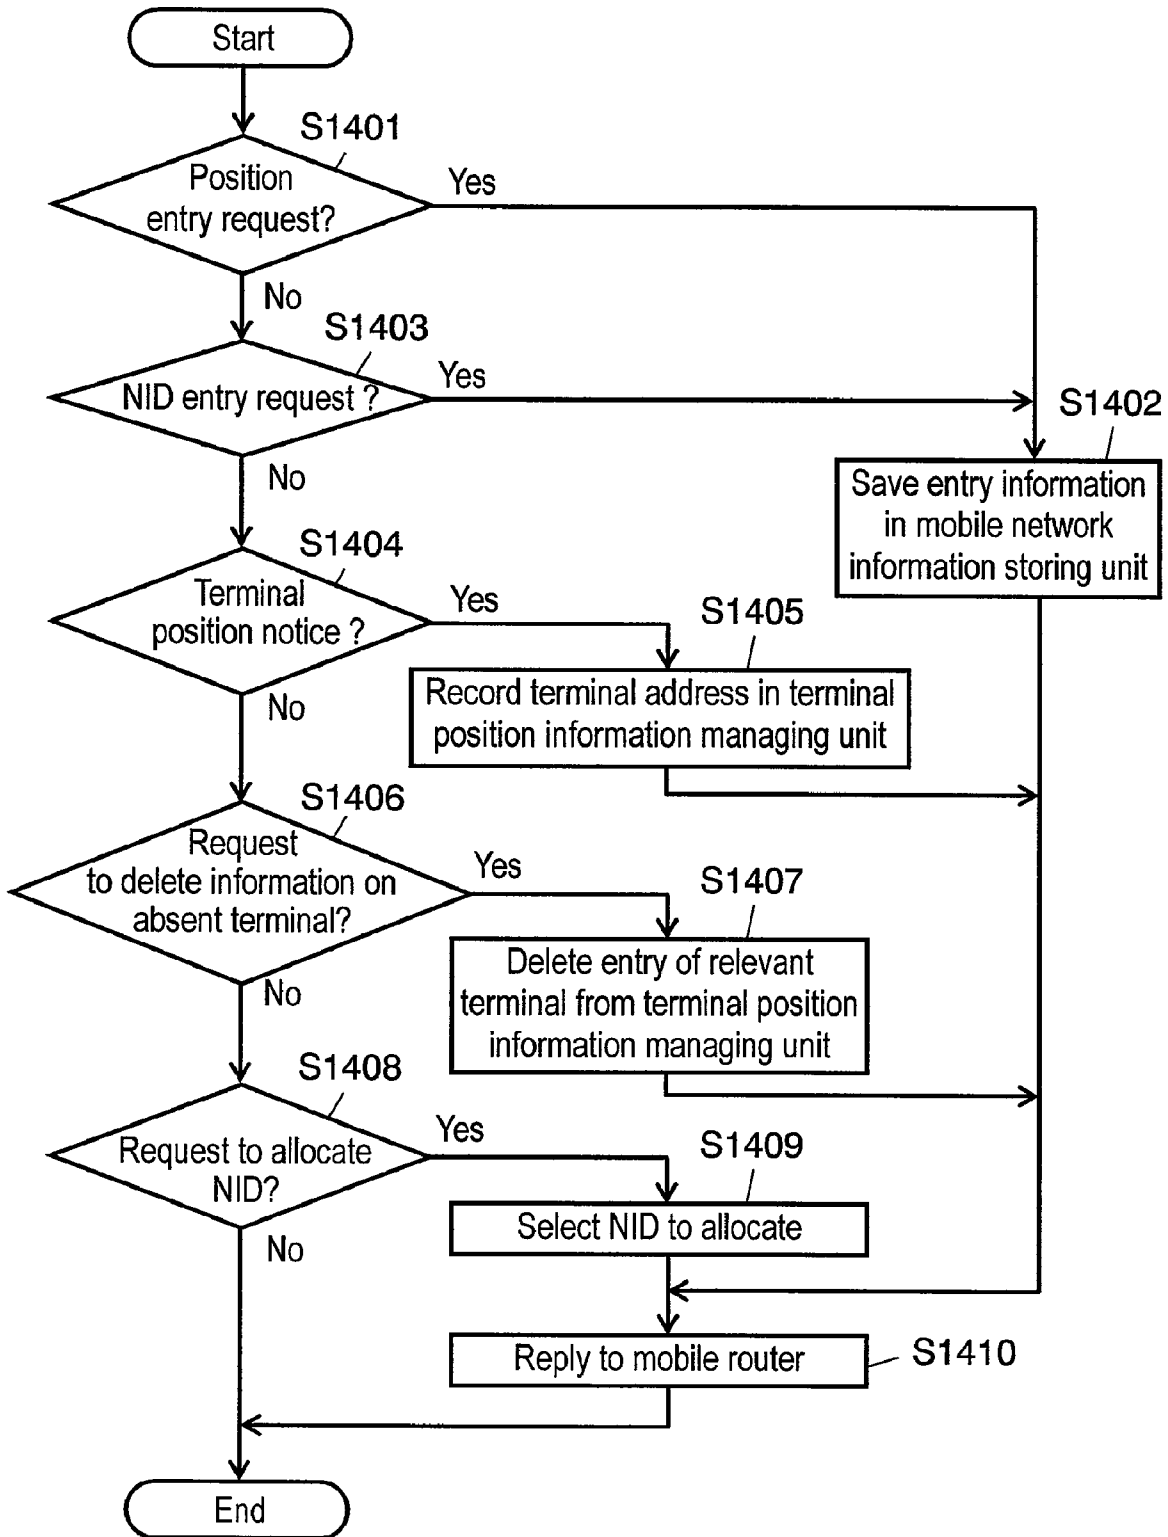 Start
S1401
Position
entry request?
Yes
No
S1403
NID entry request ?
Yes
No
S1402
Save entry information
in mobile network
information storing unit
S1404
Terminal
position notice ?
Yes
No
S1405
Record terminal address in terminal
position information managing unit
S1406
Request
to delete information on
absent terminal?
Yes
No
S1407
Delete entry of relevant
terminal from terminal position
information managing unit
S1408
Request to allocate
NID?
Yes
No
S1409
Select NID to allocate
Reply to mobile router
S1410
End